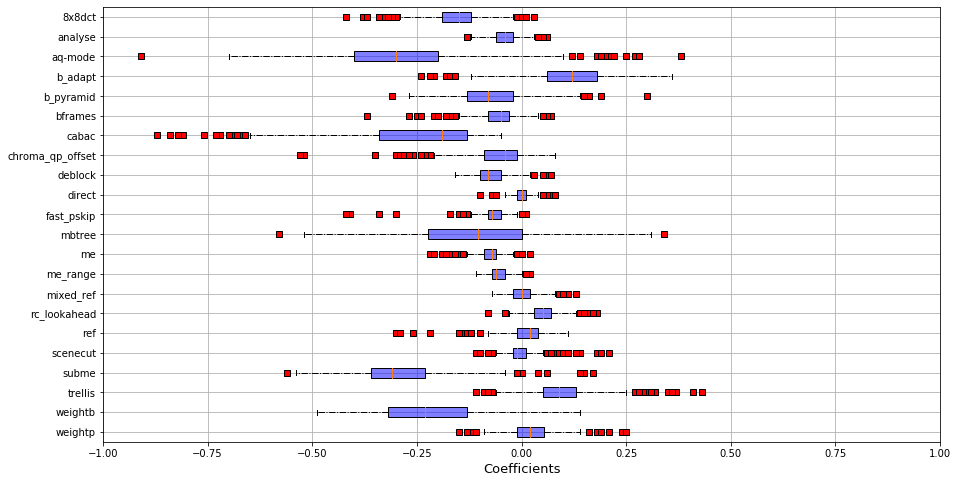 8x8dct
analyse
aq-mode
b_adapt
b_pyramid
bframes
cabac
chroma_qp_offset
deblock
direct
fast_pskip
mbtree
me
me_range
mixed_ref
rc_lookahead
ref
scenecut
subme
trellis
weightb
weightp
−1.00 −0.75 −0.50 −0.25 0.00 0.25 0.50 0.75 1.00
Coefficients